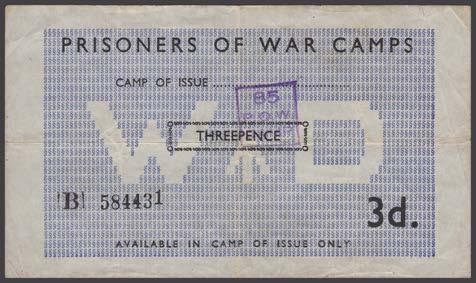 PRISONERS OF WAR CAMPS
CAMP OF ISSUE ..............................
85
P.O.W.
THREEPENCE
W D
'B' 584431
3d.
AVAILABLE IN CAMP OF ISSUE ONLY